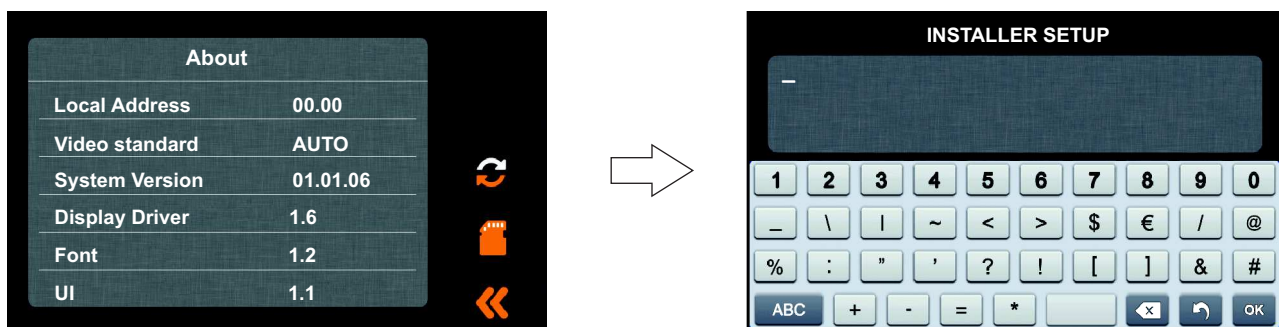 About
Local Address 00.00
Video standard AUTO
System Version 01.01.06
Display Driver 1.6
Font 1.2
UI 1.1
INSTALLER SETUP
_
1 2 3 4 5 6 7 8 9 0
_ \ | ~ < > $ € / @
% : " ' ? ! [ ] & #
ABC + - = * x OK